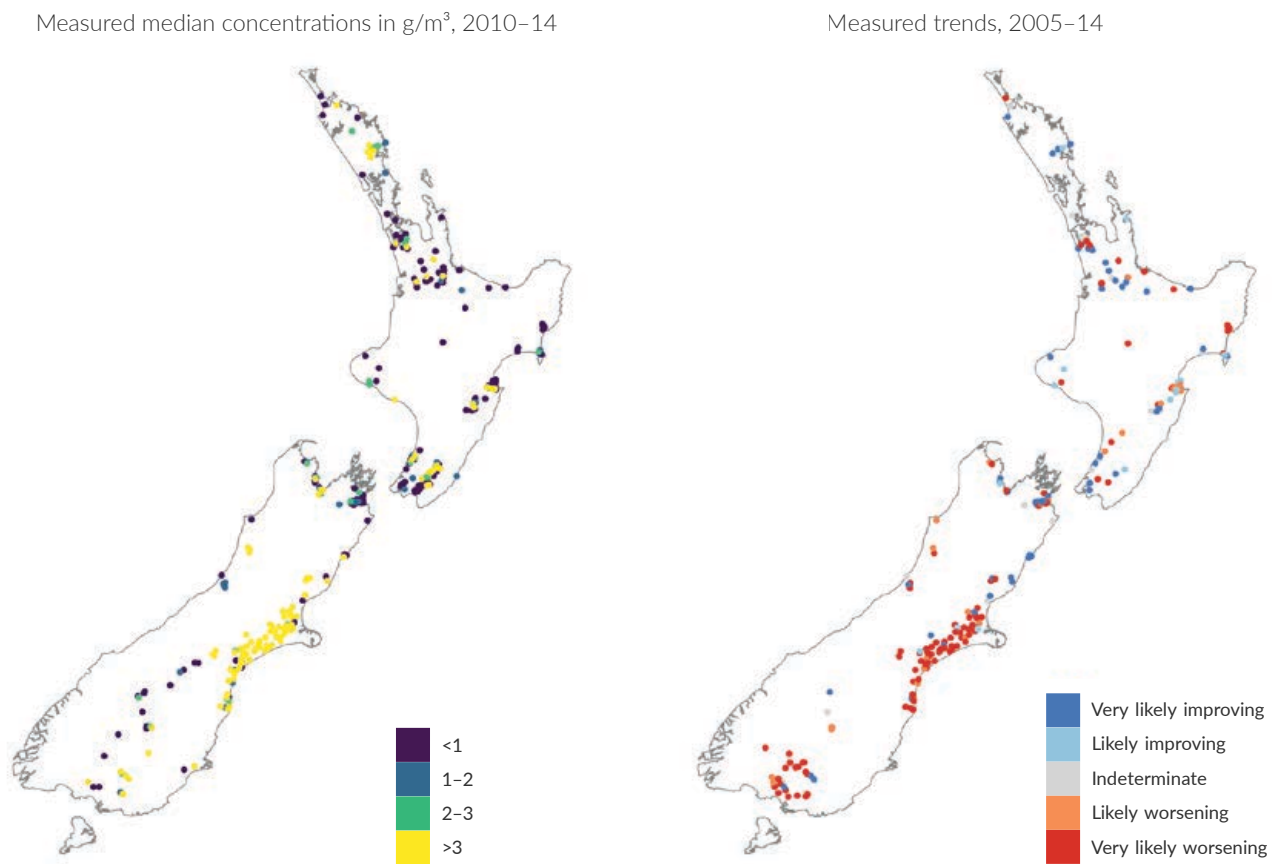 Measured median concentrations in g/m³, 2010–14
Measured trends, 2005–14
<1
1–2
2–3
>3
Very likely improving
Likely improving
Indeterminate
Likely worsening
Very likely worsening